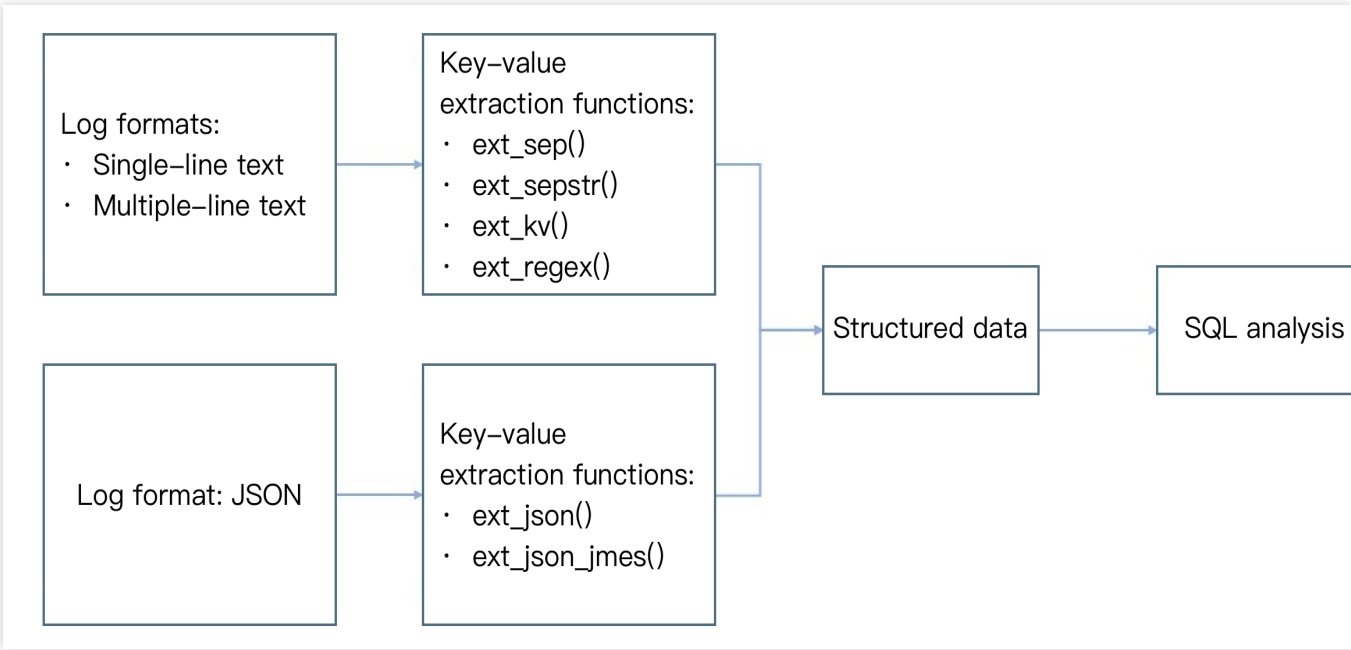 Log formats:
· Single–line text
· Multiple–line text
Key–value
extraction functions:
· ext_sep()
· ext_sepstr()
· ext_kv()
· ext_regex()
Structured data
SQL analysis
Log format: JSON
Key–value
extraction functions:
· ext_json()
· ext_json_jmes()